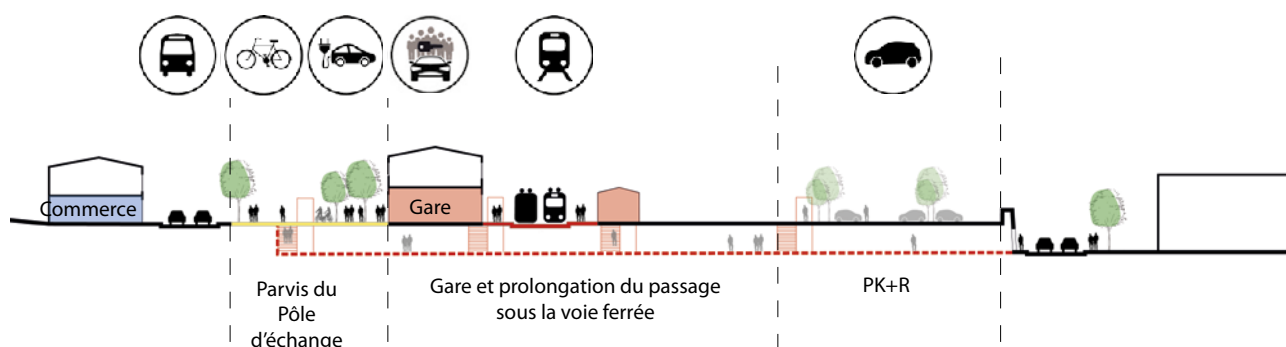 Commerce
Gare
Parvis du
Pôle
d'échange
Gare et prolongation du passage
sous la voie ferrée
PK+R